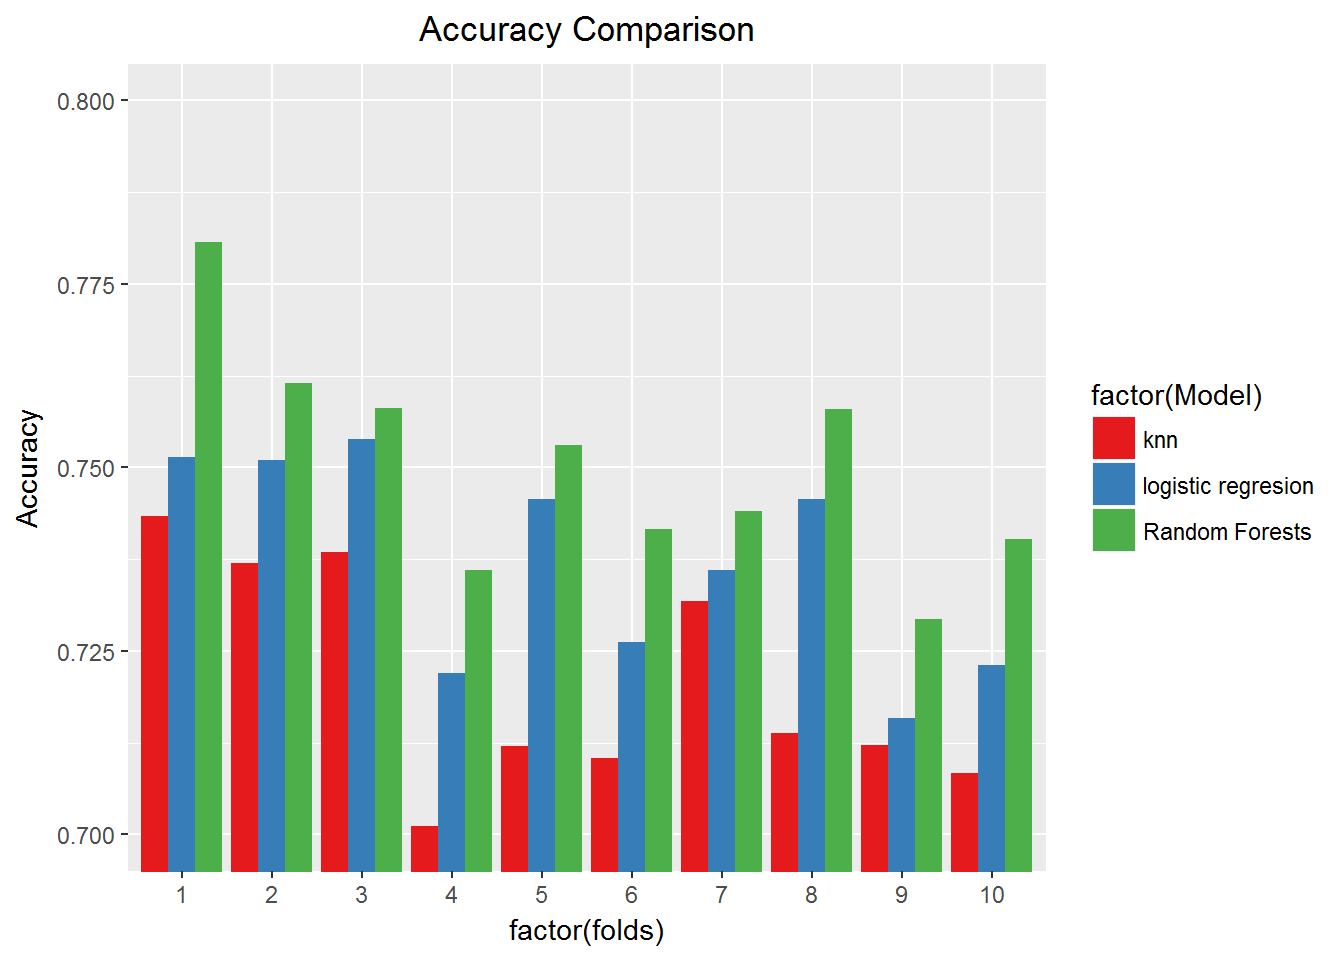 Accuracy Comparison
0.800
0.775
0.750
0.725
0.700
Accuracy
1 2 3 4 5 6 7 8 9 10
factor(folds)
factor(Model)
knn
logistic regresion
Random Forests